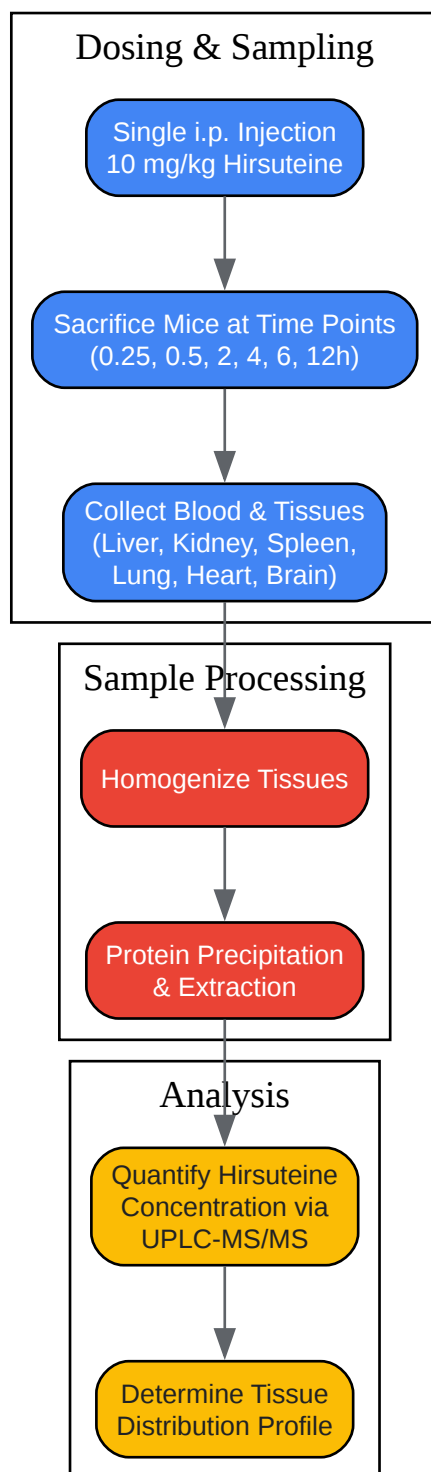 Dosing & Sampling
Single i.p. Injection
10 mg/kg Hirsuteine
Sacrifice Mice at Time Points
(0.25, 0.5, 2, 4, 6, 12h)
Collect Blood & Tissues
(Liver, Kidney, Spleen,
Lung, Heart, Brain)
Sample Processing
Homogenize Tissues
Protein Precipitation
& Extraction
Analysis
Quantify Hirsuteine
Concentration via
UPLC-MS/MS
Determine Tissue
Distribution Profile